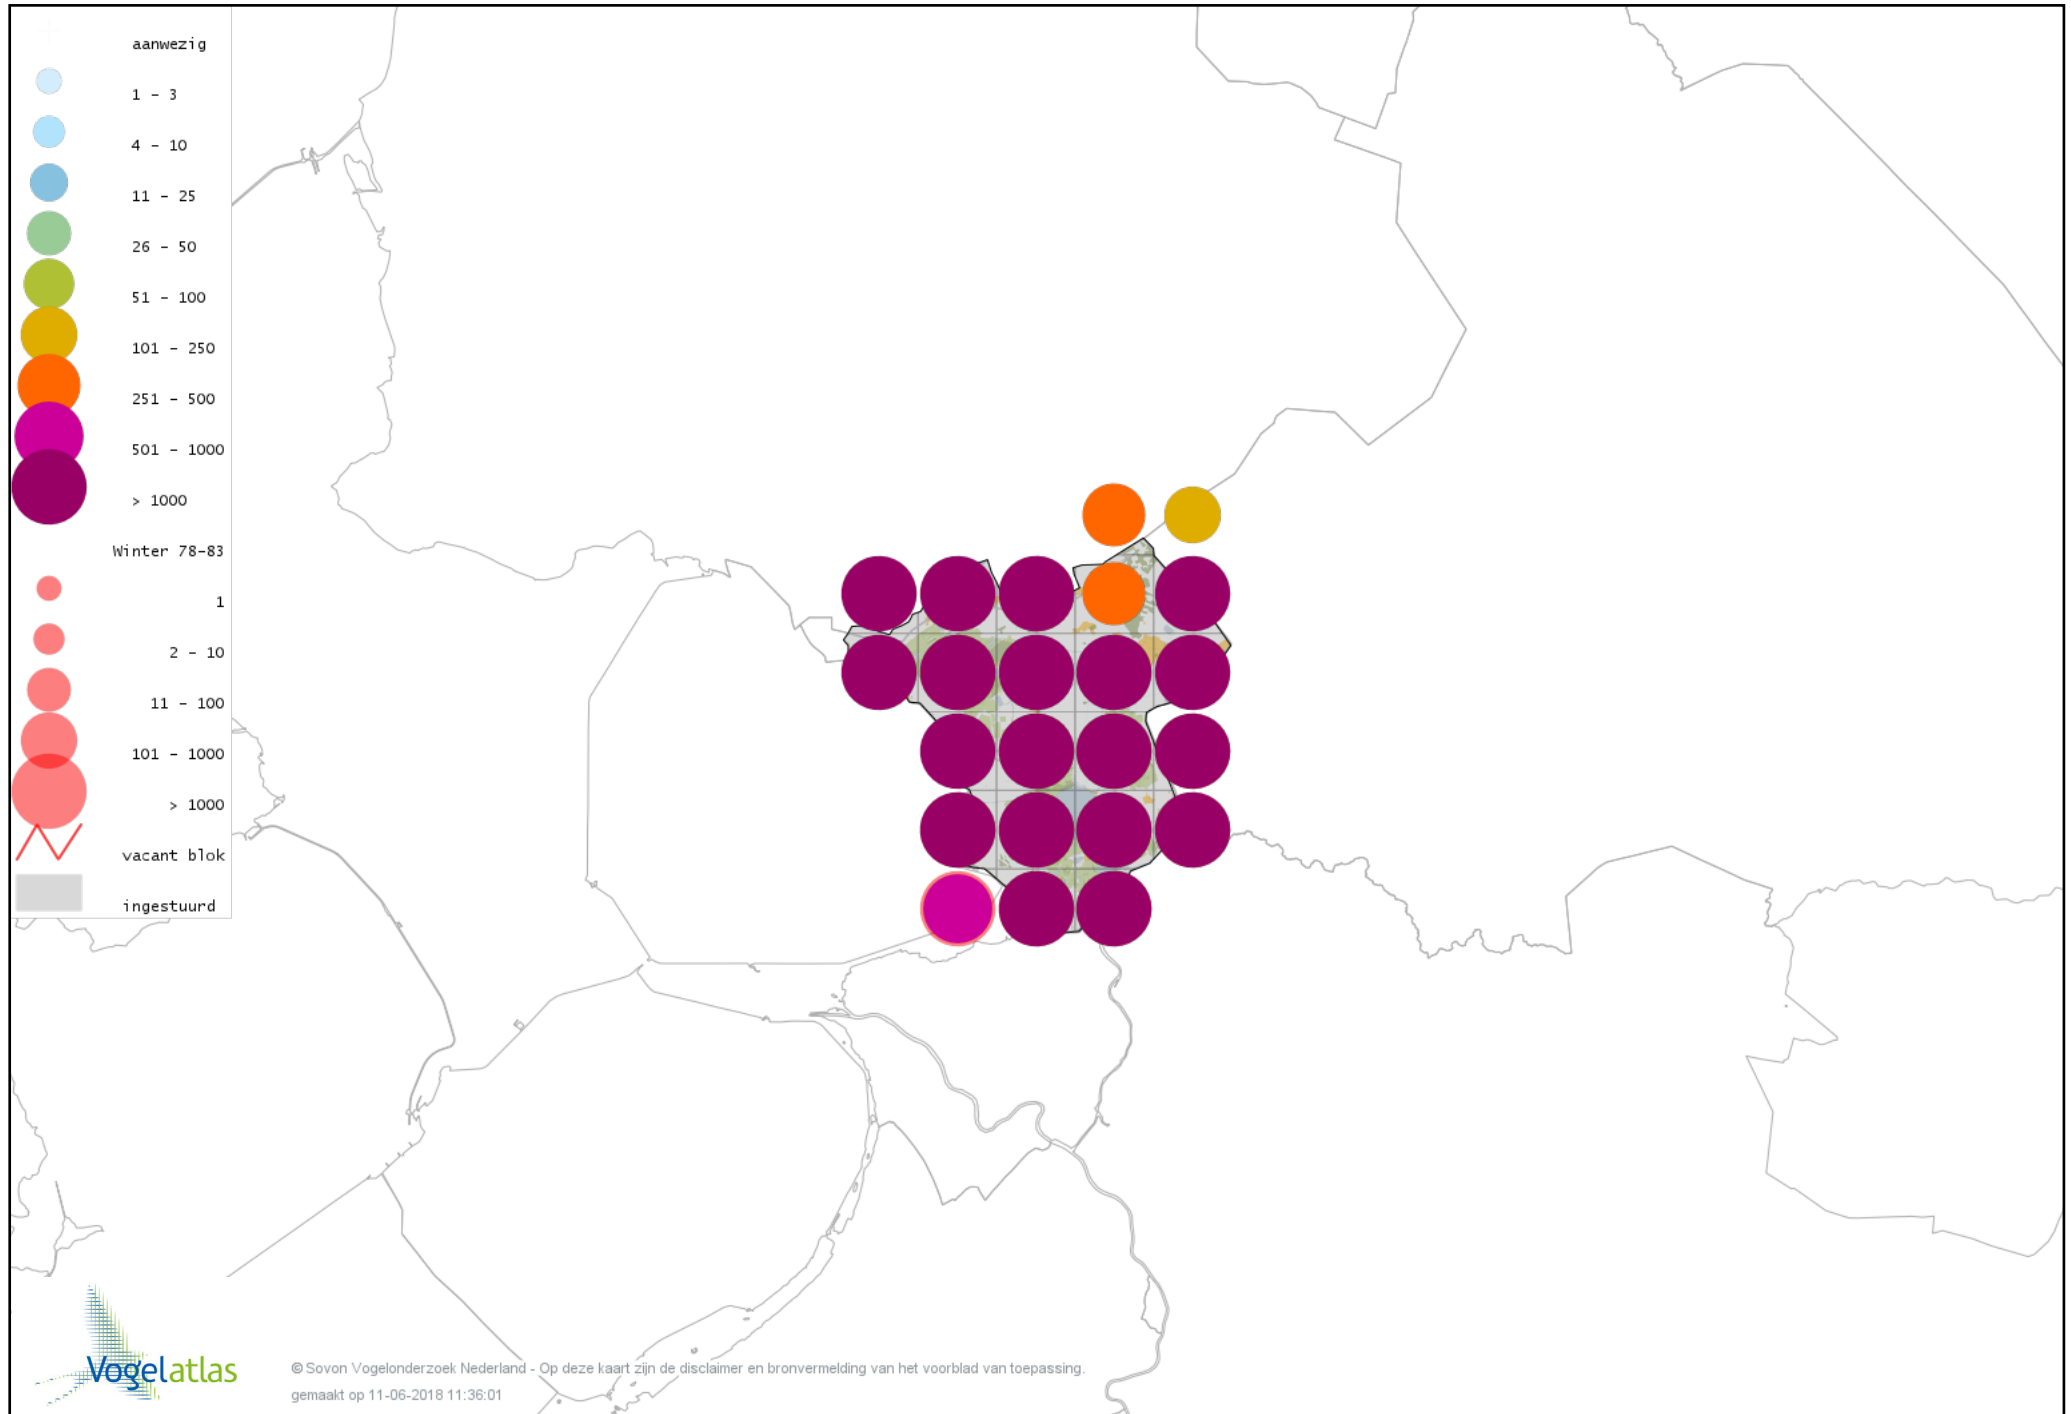 aanwezig
1 - 3
4 - 10
11 - 25
26 - 50
51 - 100
101 - 250
251 - 500
501 - 1000
> 1000
Winter 78-83
1
2 - 10
11 - 100
101 - 1000
> 1000
vacant blok
ingestuurd
Vogelatlas
© Sovon Vogelonderzoek Nederland - Op deze kaart zijn de disclaimer en bronvermelding van het voorblad van toepassing.
gemaakt op 11-06-2018 11:36:01